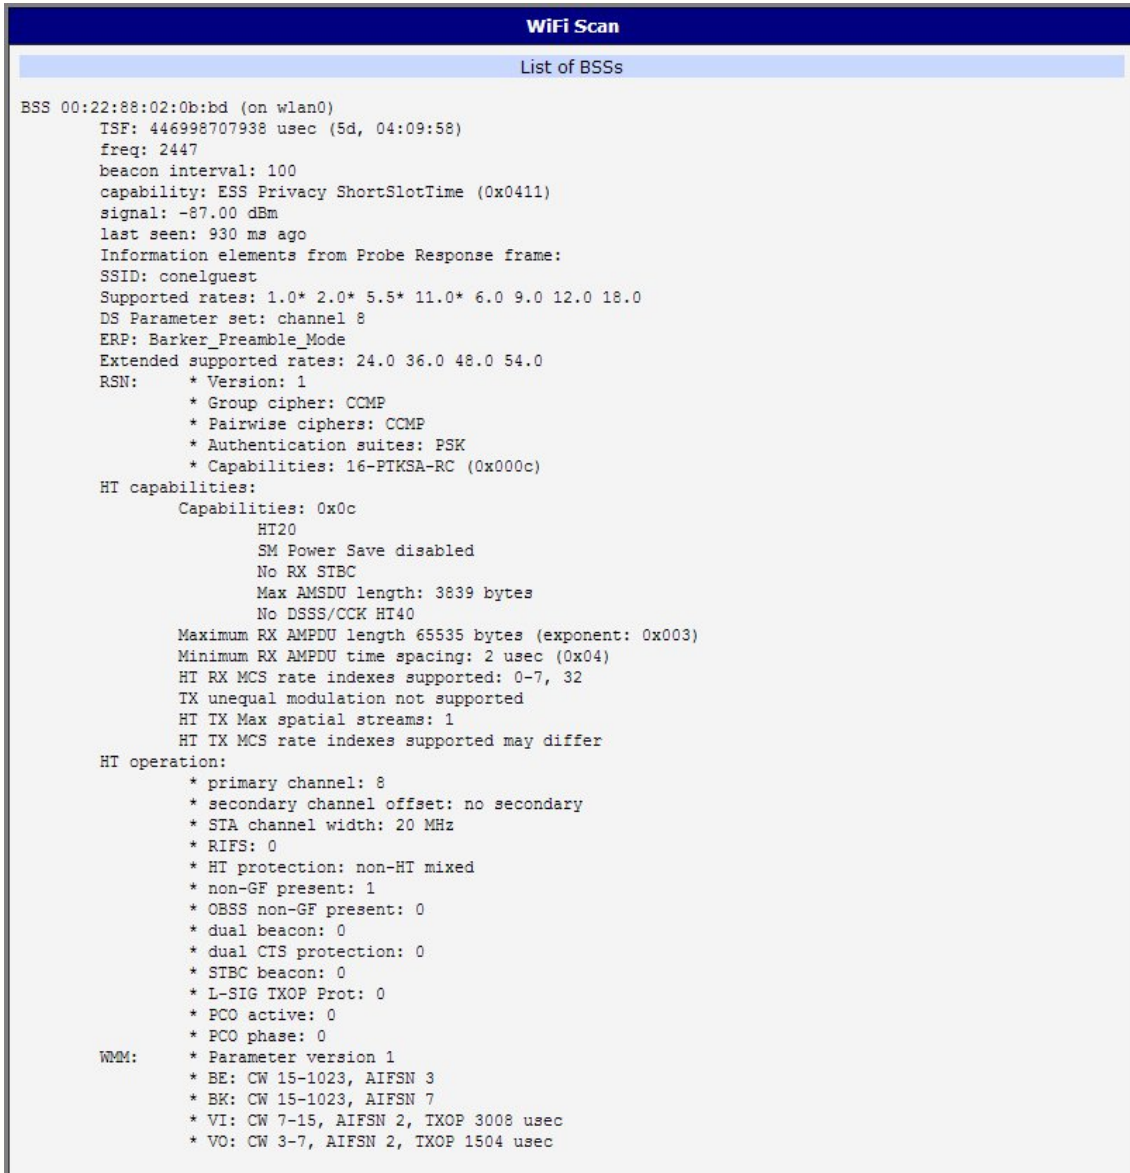 WiFi Scan
List of BSSs
BSS 00:22:88:02:0b:bd (on wlan0)
TSF: 446998707938 usec (5d, 04:09:58)
freq: 2447
beacon interval: 100
capability: ESS Privacy ShortSlotTime (0x0411)
signal: -87.00 dBm
last seen: 930 ms ago
Information elements from Probe Response frame:
SSID: conelguest
Supported rates: 1.0* 2.0* 5.5* 11.0* 6.0 9.0 12.0 18.0
DS Parameter set: channel 8
ERP: Barker_Preamble_Mode
Extended supported rates: 24.0 36.0 48.0 54.0
RSN: * Version: 1
* Group cipher: CCMP
* Pairwise ciphers: CCMP
* Authentication suites: PSK
* Capabilities: 16-PTKSA-RC (0x000c)
HT capabilities:
Capabilities: 0x0c
HT20
SM Power Save disabled
No RX STBC
Max AMSDU length: 3839 bytes
No DSSS/CCK HT40
Maximum RX AMPDU length 65535 bytes (exponent: 0x003)
Minimum RX AMPDU time spacing: 2 usec (0x04)
HT RX MCS rate indexes supported: 0-7, 32
TX unequal modulation not supported
HT TX Max spatial streams: 1
HT TX MCS rate indexes supported may differ
HT operation:
* primary channel: 8
* secondary channel offset: no secondary
* STA channel width: 20 MHz
* RIFS: 0
* HT protection: non-HT mixed
* non-GF present: 1
* OBSS non-GF present: 0
* dual beacon: 0
* dual CTS protection: 0
* STBC beacon: 0
* L-SIG TXOP Prot: 0
* PCO active: 0
* PCO phase: 0
WMM: * Parameter version 1
* BE: CW 15-1023, AIFSN 3
* BK: CW 15-1023, AIFSN 7
* VI: CW 7-15, AIFSN 2, TXOP 3008 usec
* VO: CW 3-7, AIFSN 2, TXOP 1504 usec